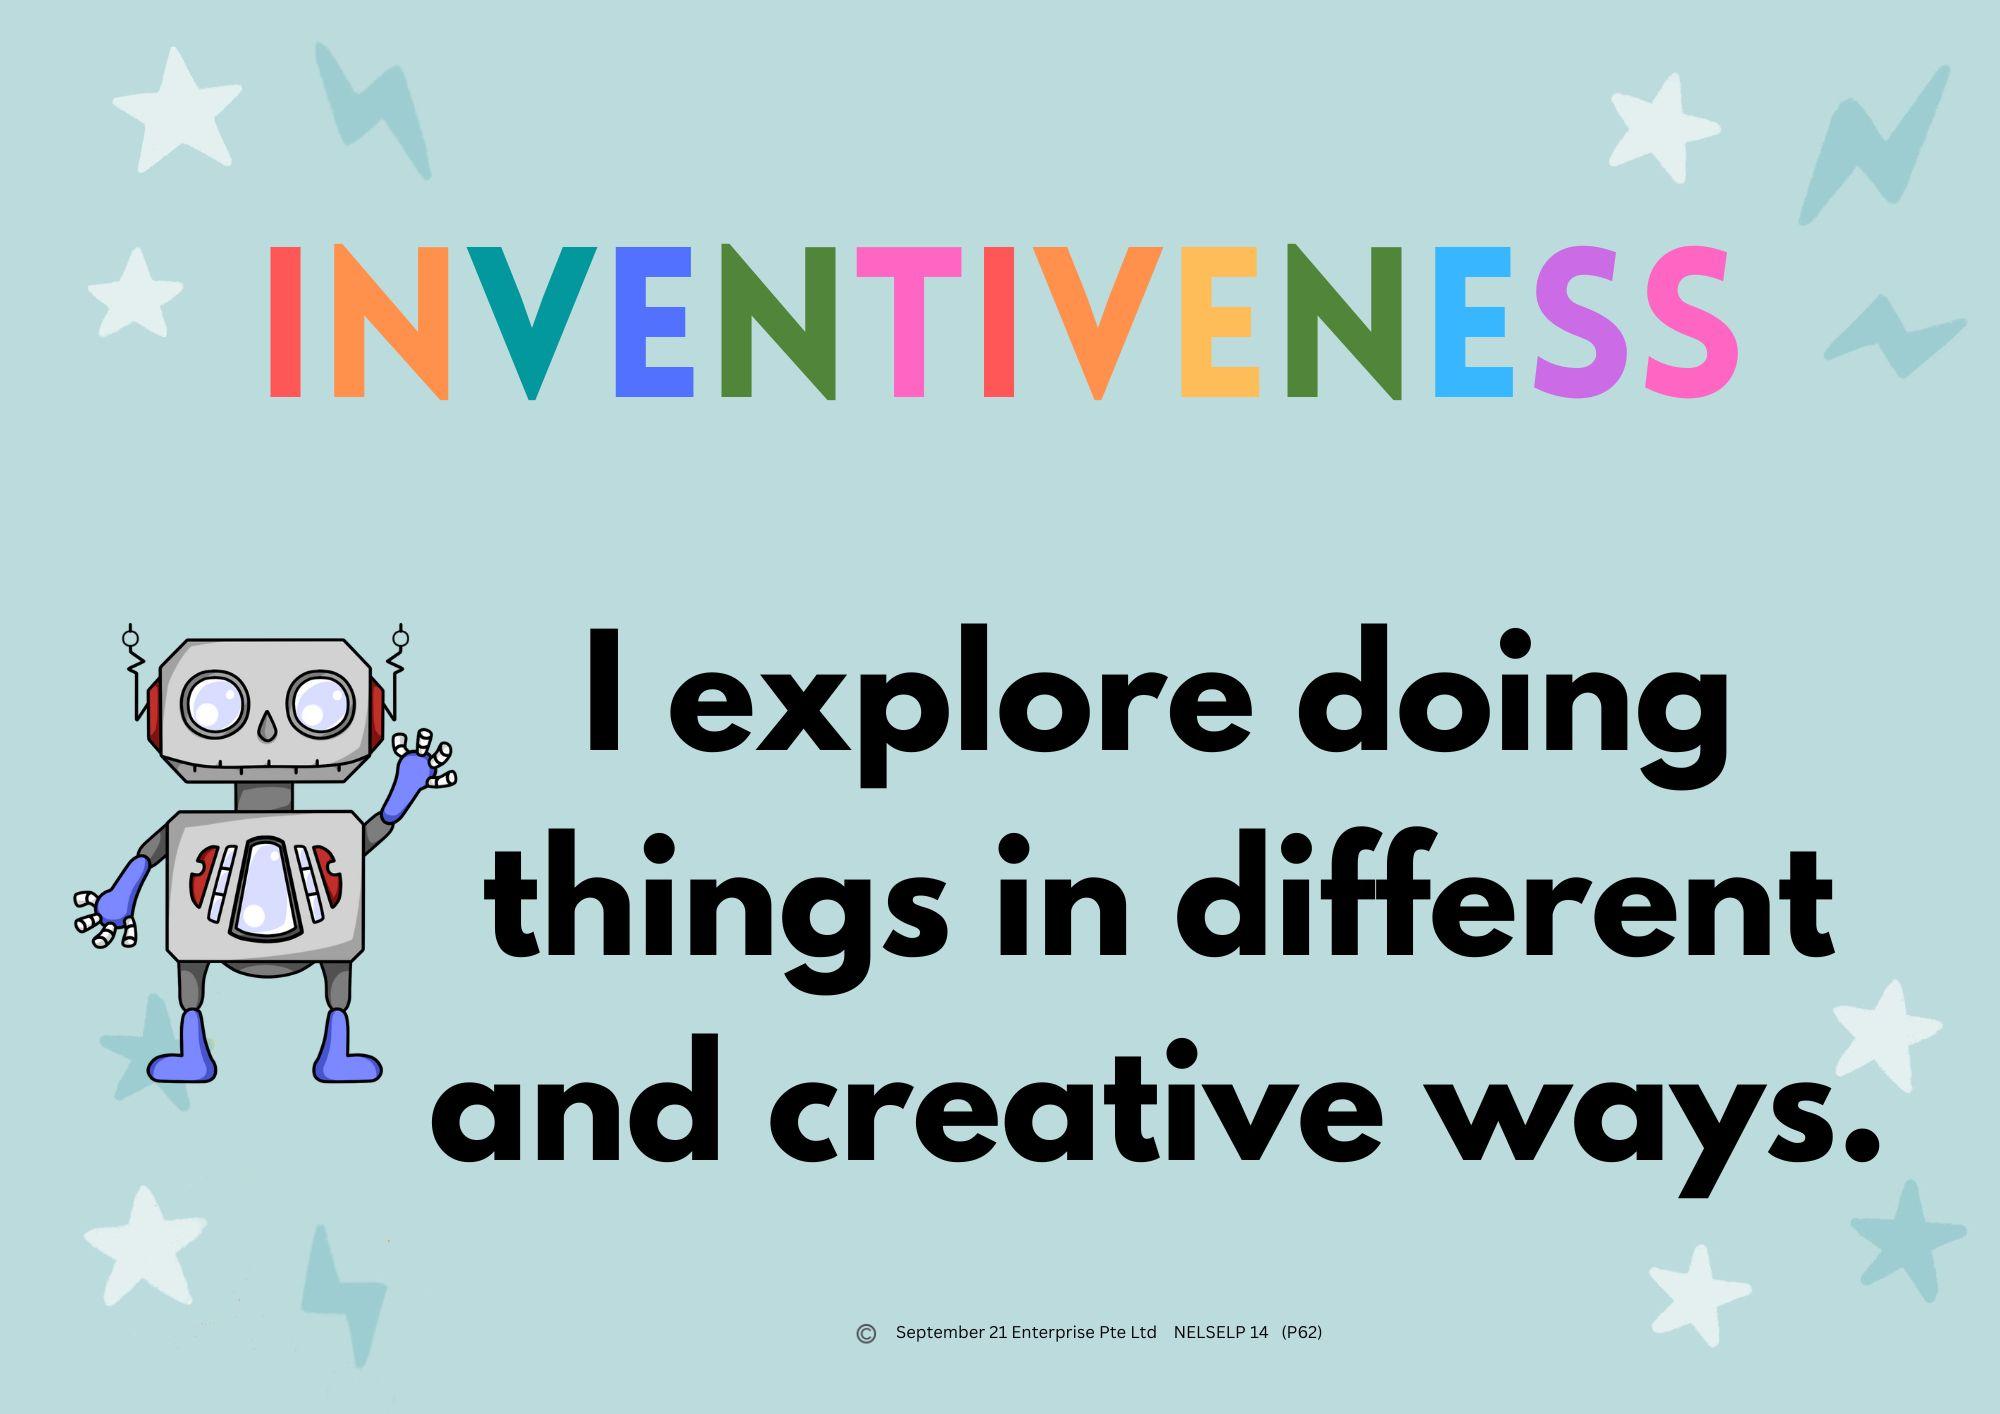 INVENTIVENESS
I explore doing
things in different
and creative ways.
© September 21 Enterprise Pte Ltd NELSELP 14 (P62)